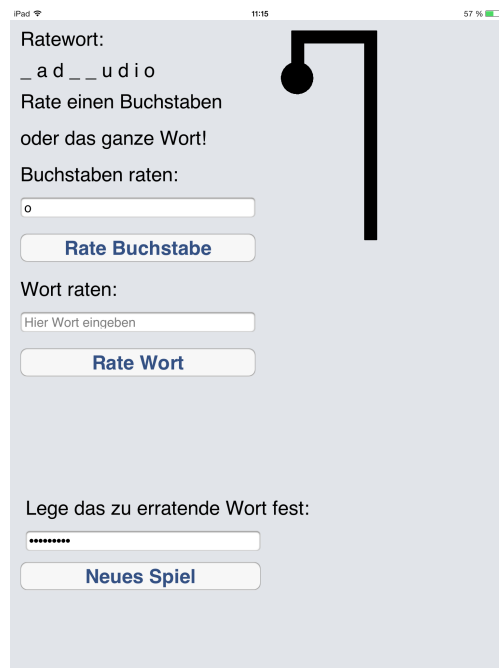 iPad 11:15 57 %
Ratewort:
_ a d _ _ u d i o
Rate einen Buchstaben
oder das ganze Wort!
Buchstaben raten:
o
Rate Buchstabe
Wort raten:
Hier Wort eingeben
Rate Wort
Lege das zu erratende Wort fest:
•••••••••
Neues Spiel